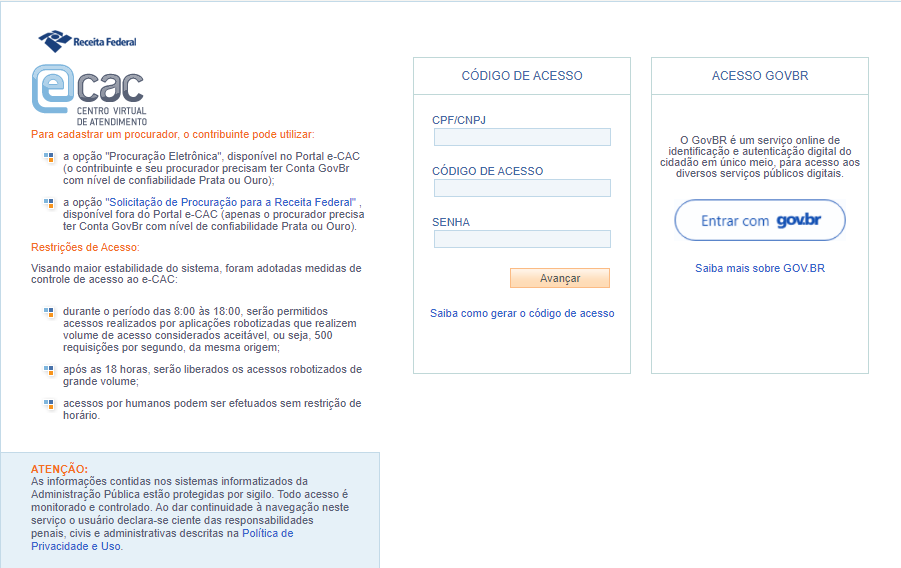 Receita Federal
e cac
CENTRO VIRTUAL
DE ATENDIMENTO
Para cadastrar um procurador, o contribuinte pode utilizar:
a opção "Procuração Eletrônica", disponível no Portal e-CAC
(o contribuinte e seu procurador precisam ter Conta GovBr
com nível de confiabilidade Prata ou Ouro);
a opção "Solicitação de Procuração para a Receita Federal" ,
disponível fora do Portal e-CAC (apenas o procurador precisa
ter Conta GovBr com nível de confiabilidade Prata ou Ouro).
Restrições de Acesso:
Visando maior estabilidade do sistema, foram adotadas medidas de
controle de acesso ao e-CAC:
durante o período das 8:00 às 18:00, serão permitidos
acessos realizados por aplicações robotizadas que realizem
volume de acesso considerados aceitável, ou seja, 500
requisições por segundo, da mesma origem;
após as 18 horas, serão liberados os acessos robotizados de
grande volume;
acessos por humanos podem ser efetuados sem restrição de
horário.
ATENÇÃO:
As informações contidas nos sistemas informatizados da
Administração Pública estão protegidas por sigilo. Todo acesso é
monitorado e controlado. Ao dar continuidade à navegação neste
serviço o usuário declara-se ciente das responsabilidades
penais, civis e administrativas descritas na Política de
Privacidade e Uso.
CÓDIGO DE ACESSO
CPF/CNPJ
CÓDIGO DE ACESSO
SENHA
Avançar
Saiba como gerar o código de acesso
ACESSO GOVBR
O GovBR é um serviço online de
identificação e autenticação digital do
cidadão em único meio, para acesso aos
diversos serviços públicos digitais.
Entrar com gov.br
Saiba mais sobre GOV.BR